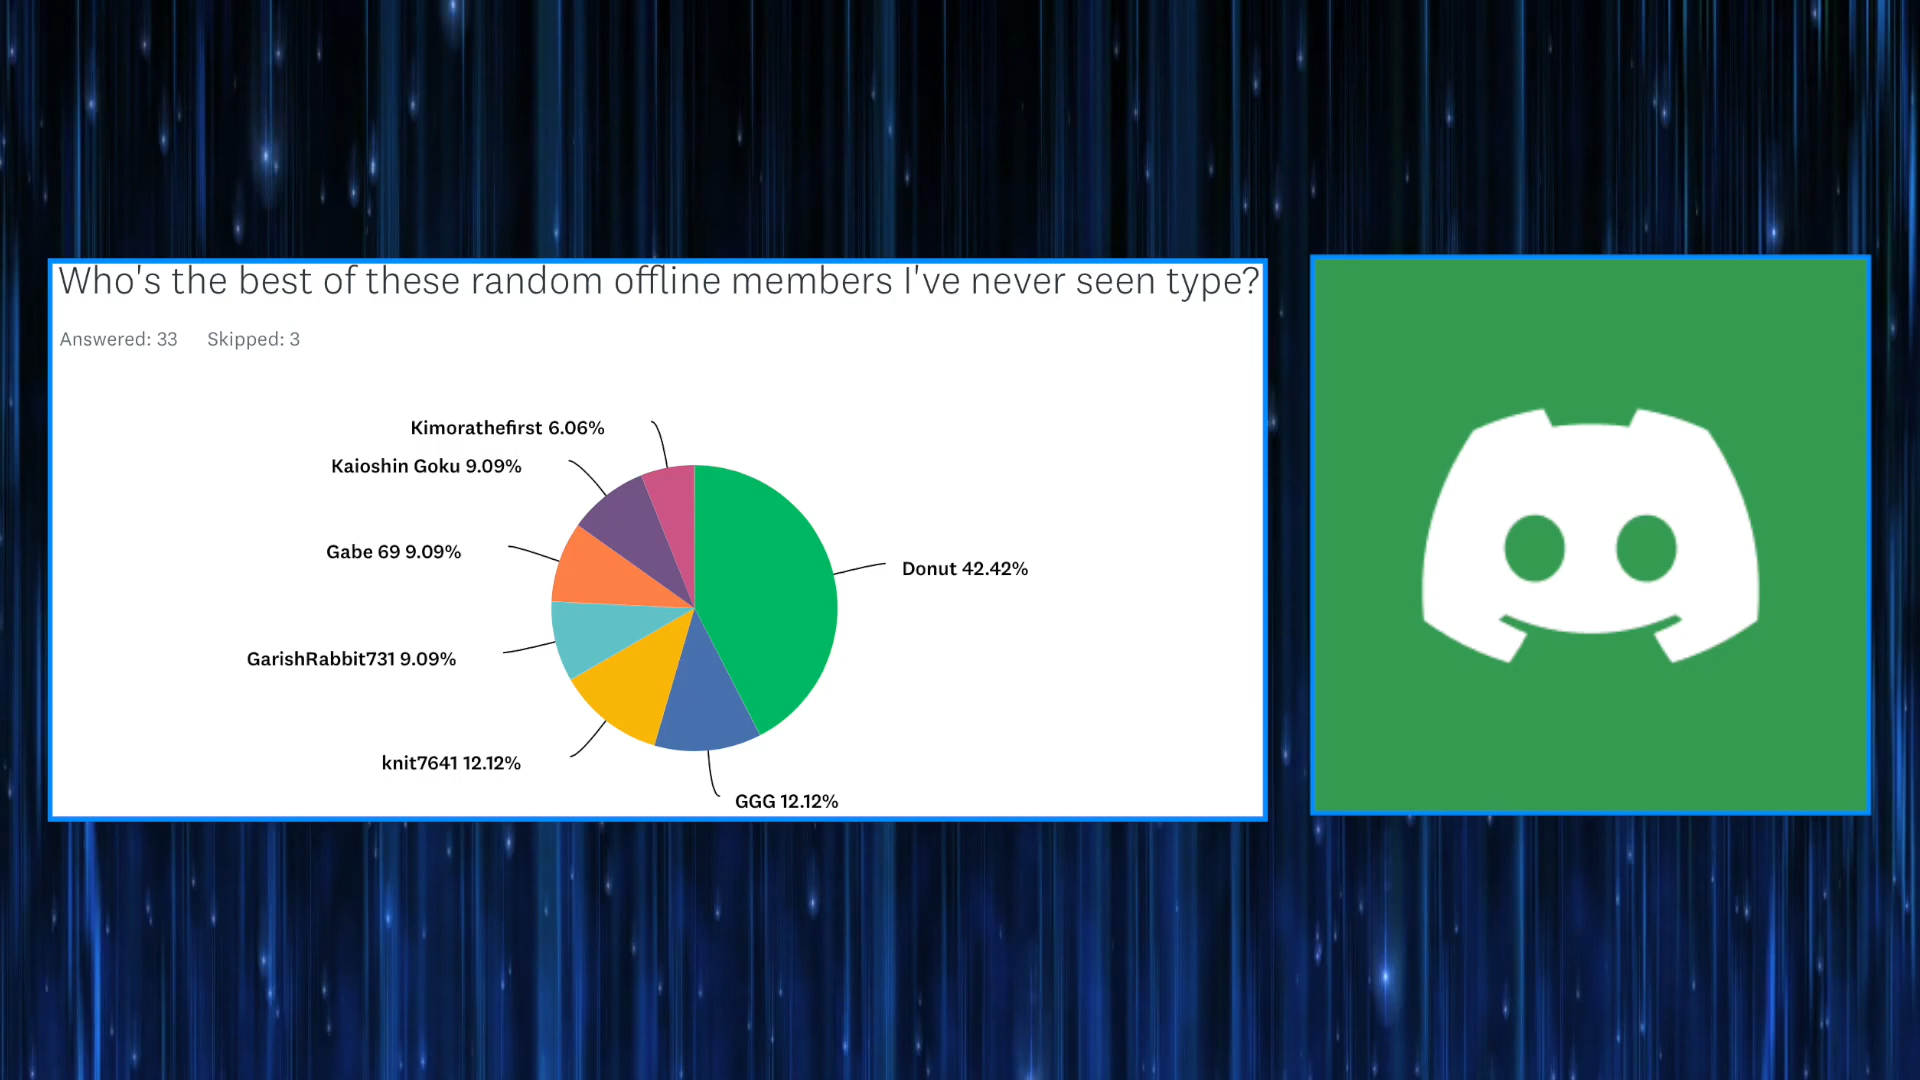 Who's the best of these random offline members I've never seen type?
Answered: 33 Skipped: 3
Kimorathefirst 6.06%
Kaioshin Goku 9.09%
Gabe 69 9.09%
Donut 42.42%
GarishRabbit731 9.09%
knit7641 12.12%
GGG 12.12%